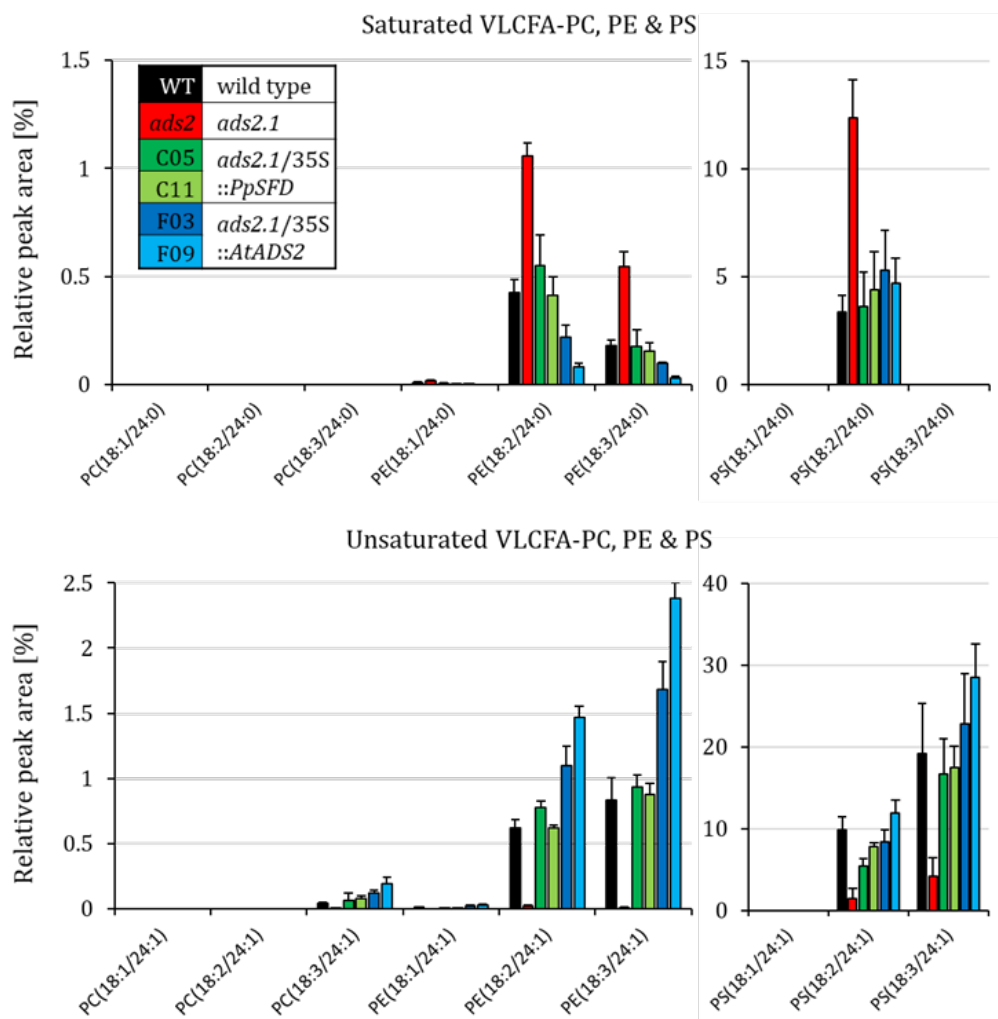 Saturated VLCFA-PC, PE & PS
Relative peak area [%]
1.5
1
0.5
0
WT wild type
ads2 ads2.1
C05 ads2.1/35S
C11 ::PpSFD
F03 ads2.1/35S
F09 ::AtADS2
PC(18:1/24:0)
PC(18:2/24:0)
PC(18:3/24:0)
PE(18:1/24:0)
PE(18:2/24:0)
PE(18:3/24:0)
15
10
5
0
PS(18:1/24:0)
PS(18:2/24:0)
PS(18:3/24:0)
Unsaturated VLCFA-PC, PE & PS
Relative peak area [%]
2.5
2
1.5
1
0.5
0
PC(18:1/24:1)
PC(18:2/24:1)
PC(18:3/24:1)
PE(18:1/24:1)
PE(18:2/24:1)
PE(18:3/24:1)
40
30
20
10
0
PS(18:1/24:1)
PS(18:2/24:1)
PS(18:3/24:1)